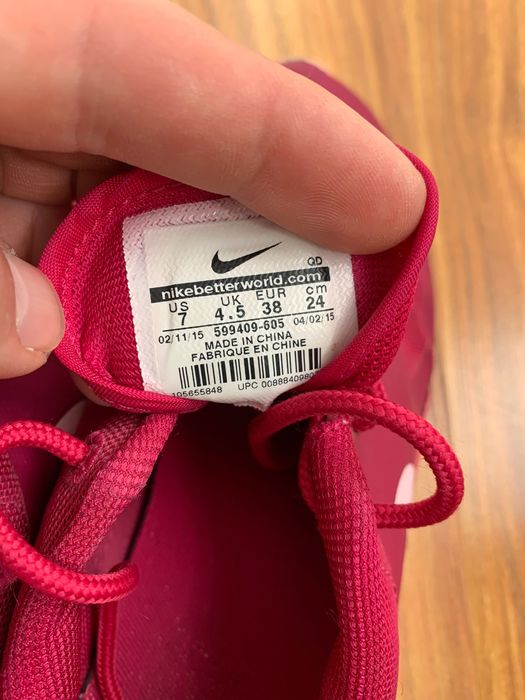 QD
nikebetterworld.com
US UK EUR cm
7 4.5 38 24
02/11/15 599409-605 04/02/15
MADE IN CHINA
FABRIQUE EN CHINE
UPC